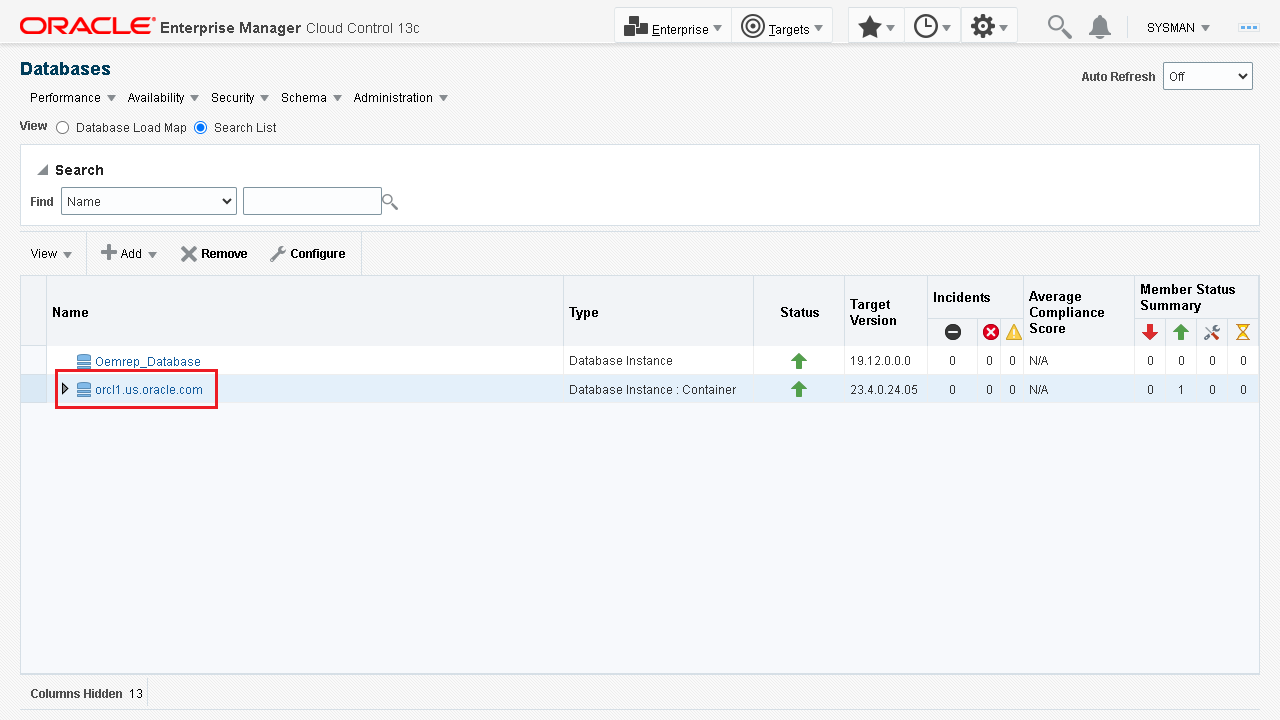 ORACLE® Enterprise Manager Cloud Control 13c Enterprise Targets SYSMAN
Databases
Auto Refresh Off
Performance Availability Security Schema Administration
View Database Load Map Search List
Search
Find Name
View Add Remove Configure
Name Type Status Target Version Incidents Average Compliance Score Member Status Summary
Oemrep_Database Database Instance 19.12.0.0.0 0 0 0 N/A 0 0 0 0
orcl1.us.oracle.com Database Instance : Container 23.4.0.24.05 0 0 0 N/A 0 1 0 0
Columns Hidden 13